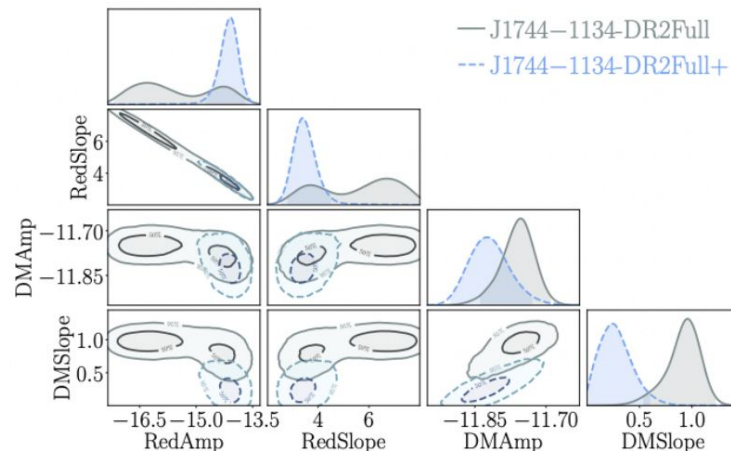 J1744−1134-DR2Full
J1744−1134-DR2Full+
RedSlope
6
4
DMAmp
−11.70
−11.85
DMSlope
1.0
0.5
−16.5 −15.0 −13.5
4 6
−11.85 −11.70
0.5 1.0
RedAmp
RedSlope
DMAmp
DMSlope